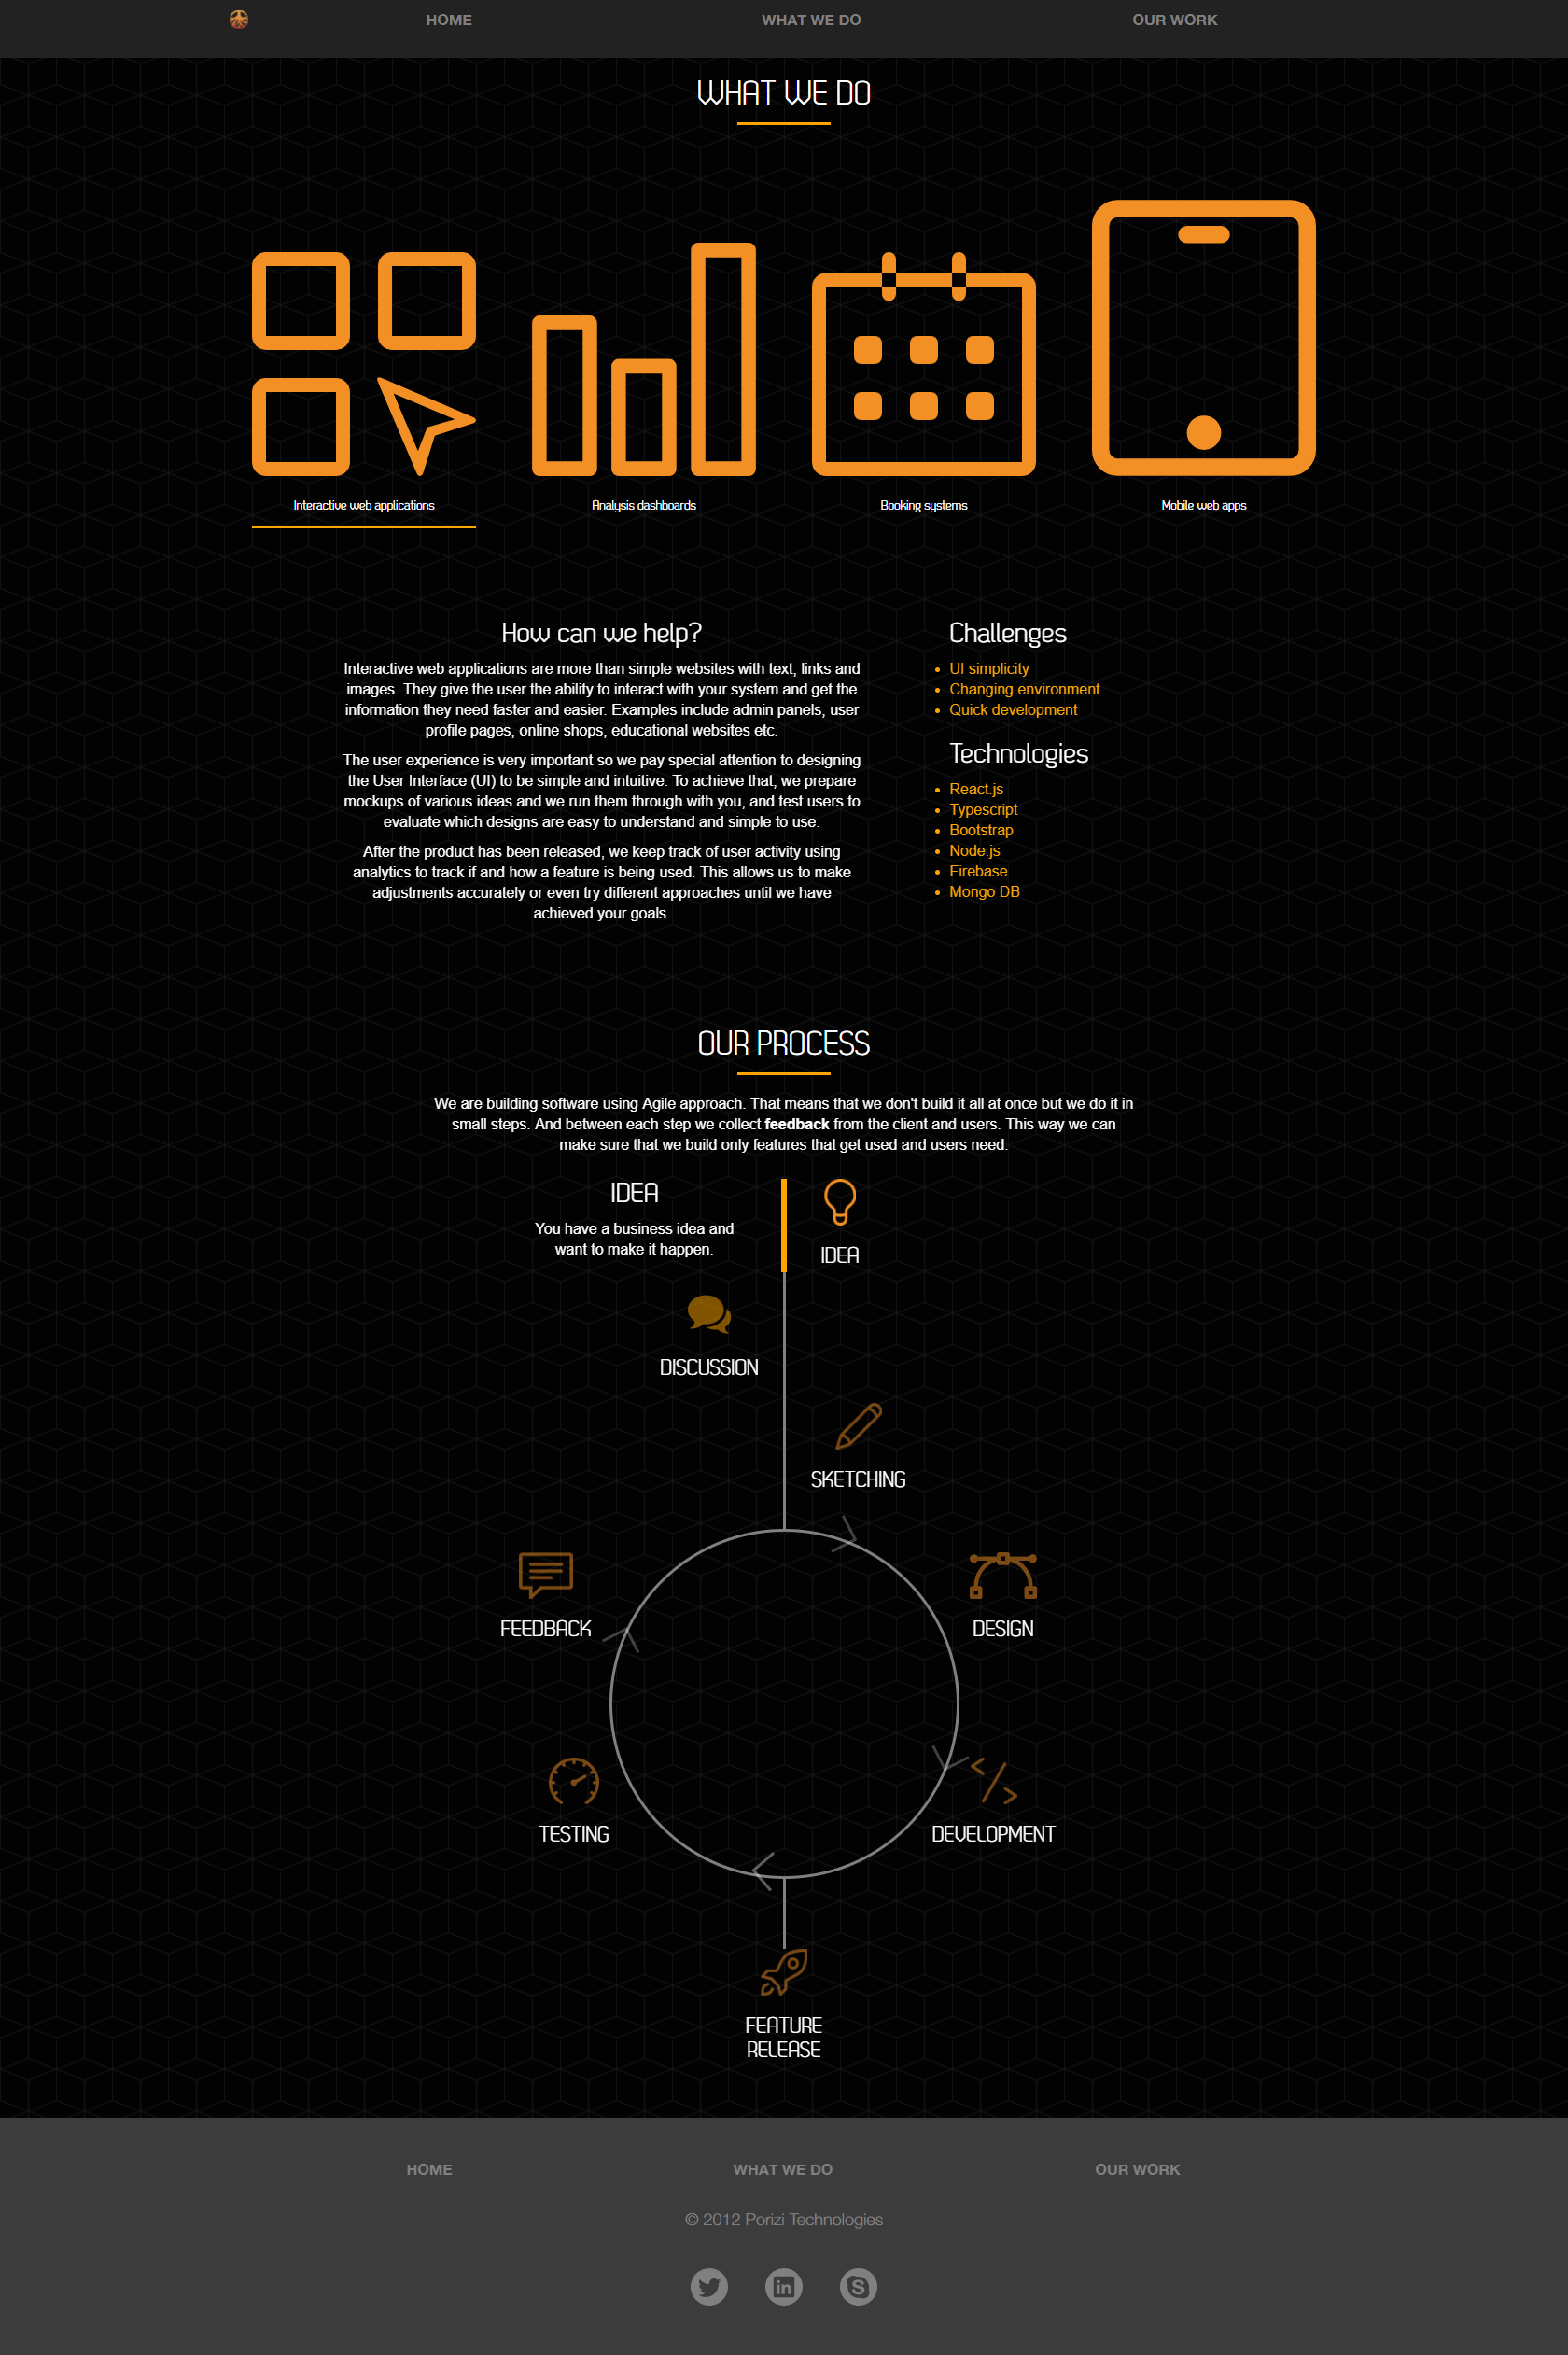 HOME
WHAT WE DO
OUR WORK
WHAT WE DO
Interactive web applications
Analysis dashboards
Booking systems
Mobile web apps
How can we help?
Interactive web applications are more than simple websites with text, links and
images. They give the user the ability to interact with your system and get the
information they need faster and easier. Examples include admin panels, user
profile pages, online shops, educational websites etc.
The user experience is very important so we pay special attention to designing
the User Interface (UI) to be simple and intuitive. To achieve that, we prepare
mockups of various ideas and we run them through with you, and test users to
evaluate which designs are easy to understand and simple to use.
After the product has been released, we keep track of user activity using
analytics to track if and how a feature is being used. This allows us to make
adjustments accurately or even try different approaches until we have
achieved your goals.
Challenges
• UI simplicity
• Changing environment
• Quick development
Technologies
• React.js
• Typescript
• Bootstrap
• Node.js
• Firebase
• Mongo DB
OUR PROCESS
We are building software using Agile approach. That means that we don't build it all at once but we do it in
small steps. And between each step we collect feedback from the client and users. This way we can
make sure that we build only features that get used and users need.
IDEA
You have a business idea and
want to make it happen.
IDEA
DISCUSSION
SKETCHING
FEEDBACK
DESIGN
TESTING
DEVELOPMENT
FEATURE
RELEASE
HOME
WHAT WE DO
OUR WORK
© 2012 Porizi Technologies